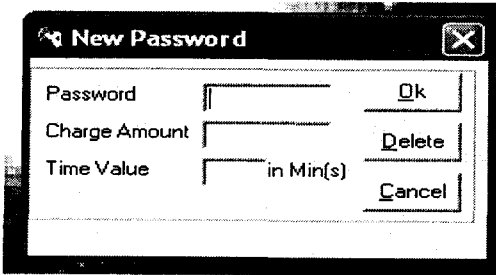 New Password
Password
Ok
Charge Amount
Delete
Time Value
in Min(s)
Cancel